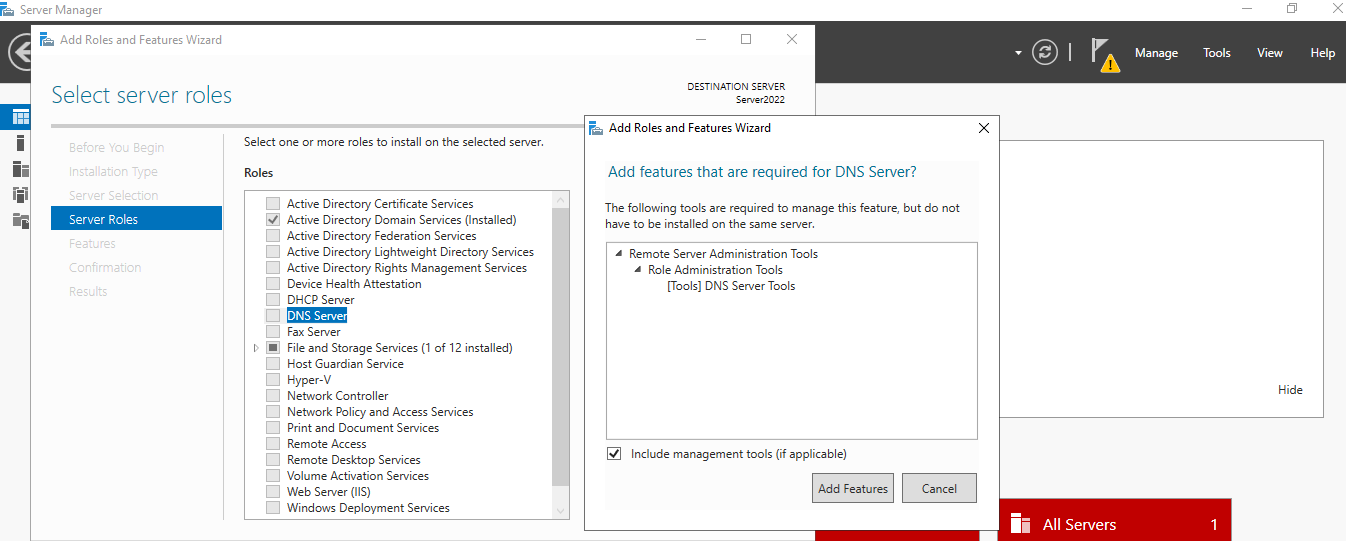 Server Manager
Add Roles and Features Wizard
Manage Tools View Help
Select server roles
DESTINATION SERVER
Server2022
Before You Begin
Installation Type
Server Selection
Server Roles
Features
Confirmation
Results
Select one or more roles to install on the selected server.
Roles
Active Directory Certificate Services
Active Directory Domain Services (Installed)
Active Directory Federation Services
Active Directory Lightweight Directory Services
Active Directory Rights Management Services
Device Health Attestation
DHCP Server
DNS Server
Fax Server
File and Storage Services (1 of 12 installed)
Host Guardian Service
Hyper-V
Network Controller
Network Policy and Access Services
Print and Document Services
Remote Access
Remote Desktop Services
Volume Activation Services
Web Server (IIS)
Windows Deployment Services
Add Roles and Features Wizard
Add features that are required for DNS Server?
The following tools are required to manage this feature, but do not
have to be installed on the same server.
Remote Server Administration Tools
Role Administration Tools
[Tools] DNS Server Tools
Include management tools (if applicable)
Add Features Cancel
Hide
All Servers 1